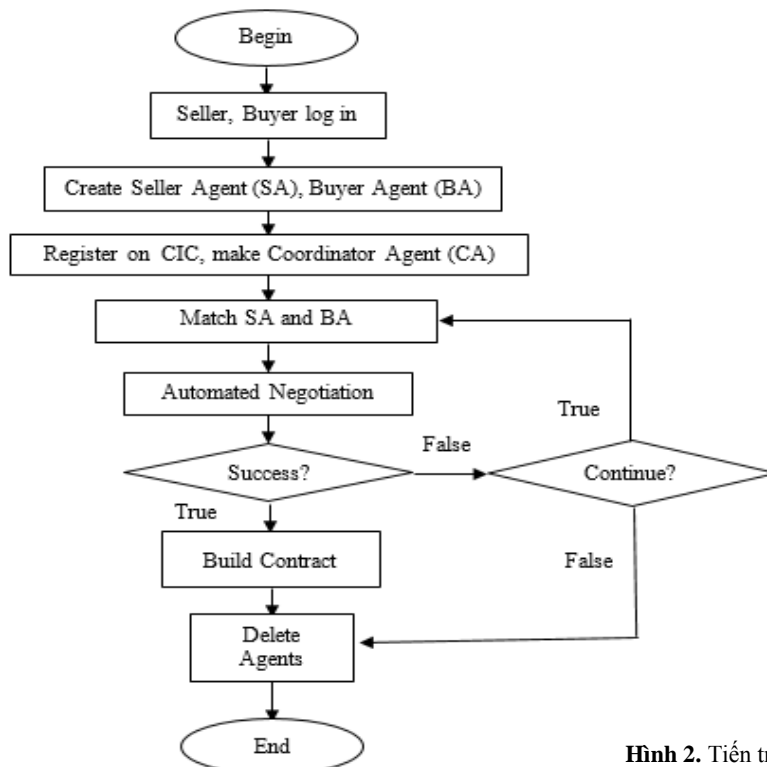 Begin
Seller, Buyer log in
Create Seller Agent (SA), Buyer Agent (BA)
Register on CIC, make Coordinator Agent (CA)
Match SA and BA
Automated Negotiation
True
False
Success?
Continue?
True
Build Contract
False
Delete
Agents
End
Hình 2. Tiến